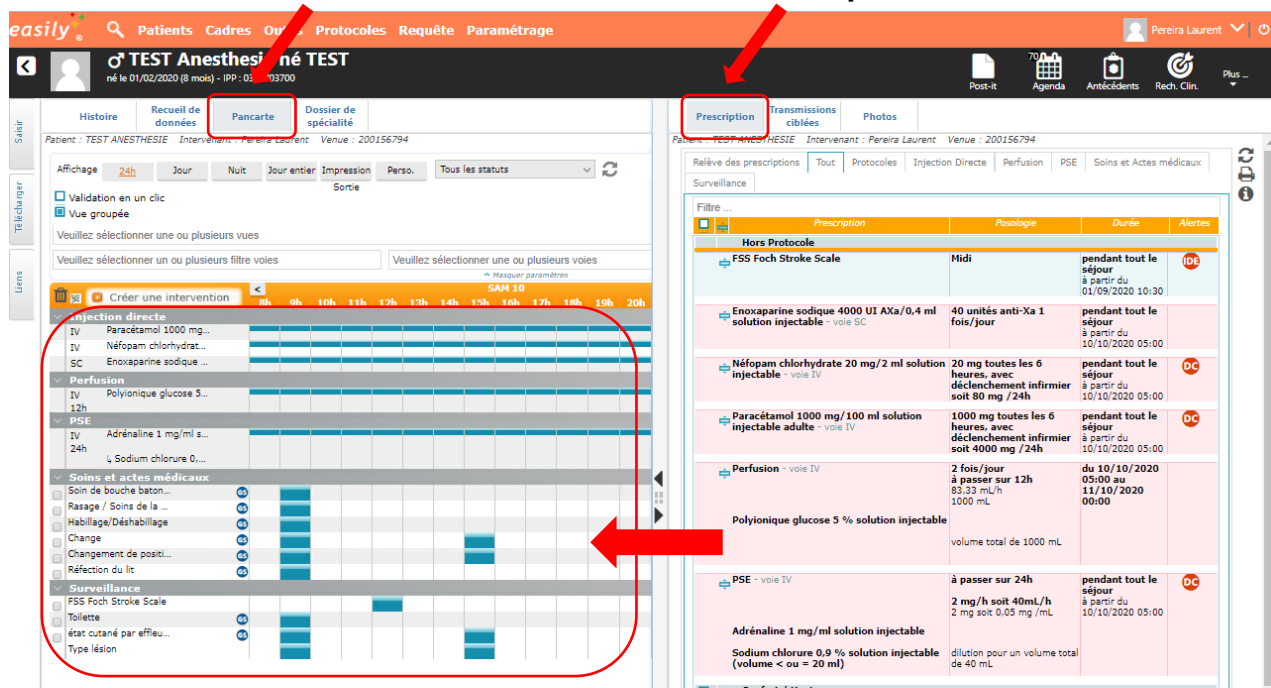 easily Patients Cadres Protocoles Requête Paramétrage Pereira Laurent
♂ TEST Anesthesi né TEST
né le 01/02/2020 (8 mois) - IPP : 03700
Post-it 70 Agenda Antécédents Rech. Clin. Plus ...
Saisir
Télécharger
Liens
Histoire Recueil de données Pancarte Dossier de spécialité
Patient : TEST ANESTHESIE Intervenant : Pereira Laurent Venue : 200156794
Affichage 24h Jour Nuit Jour entier Impression Sortie Perso. Tous les statuts
Validation en un clic
Vue groupée
Veuillez sélectionner une ou plusieurs vues
Veuillez sélectionner un ou plusieurs filtre voies Veuillez sélectionner une ou plusieurs voies
Masquer paramètres
Créer une intervention < SAM 10
8h 9h 10h 11h 12h 13h 14h 15h 16h 17h 18h 19h 20h
Injection directe
IV Paracétamol 1000 mg...
IV Néfopam chlorhydrat...
SC Enoxaparine sodique ...
Perfusion
IV Polyionique glucose 5...
12h
PSE
IV Adrénaline 1 mg/ml s...
24h
↳ Sodium chlorure 0,...
Soins et actes médicaux
Soin de bouche baton... GS
Rasage / Soins de la ... GS
Habillage/Déshabillage GS
Change GS
Changement de positi... GS
Réfection du lit GS
Surveillance
FSS Foch Stroke Scale
Toilette GS
état cutané par effleu... GS
Type lésion
Prescription Transmissions ciblées Photos
Patient : TEST ANESTHESIE Intervenant : Pereira Laurent Venue : 200156794
Relève des prescriptions Tout Protocoles Injection Directe Perfusion PSE Soins et Actes médicaux
Surveillance
Filtre ...
Prescription Posologie Durée Alertes
Hors Protocole
FSS Foch Stroke Scale Midi pendant tout le IDE
séjour
à partir du
01/09/2020 10:30
Enoxaparine sodique 4000 UI AXa/0,4 ml 40 unités anti-Xa 1 pendant tout le
solution injectable - voie SC fois/jour séjour
à partir du
10/10/2020 05:00
Néfopam chlorhydrate 20 mg/2 ml solution 20 mg toutes les 6 pendant tout le DC
injectable - voie IV heures, avec séjour
déclenchement infirmier à partir du
soit 80 mg /24h 10/10/2020 05:00
Paracétamol 1000 mg/100 ml solution 1000 mg toutes les 6 pendant tout le DC
injectable adulte - voie IV heures, avec séjour
déclenchement infirmier à partir du
soit 4000 mg /24h 10/10/2020 05:00
Perfusion - voie IV 2 fois/jour du 10/10/2020
à passer sur 12h 05:00 au
83,33 mL/h 11/10/2020
1000 mL 00:00
Polyionique glucose 5 % solution injectable
volume total de 1000 mL
PSE - voie IV à passer sur 24h pendant tout le DC
séjour
2 mg/h soit 40mL/h à partir du
2 mg soit 0,05 mg /mL 10/10/2020 05:00
Adrénaline 1 mg/ml solution injectable
Sodium chlorure 0,9 % solution injectable dilution pour un volume total
(volume < ou = 20 ml) de 40 mL